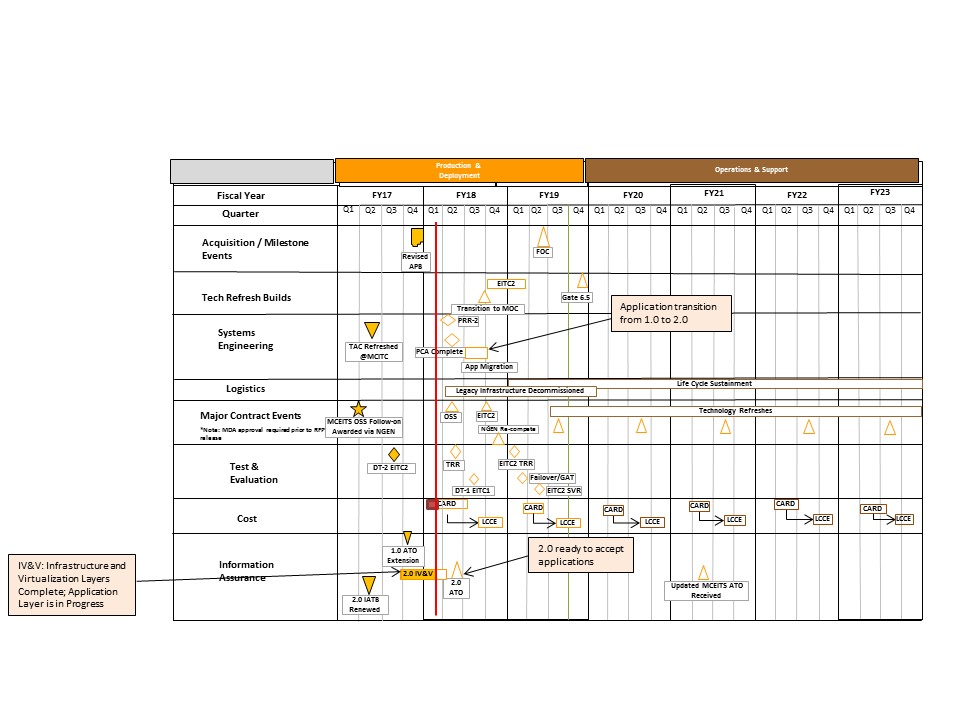 Production &
Deployment
Operations & Support
Fiscal Year
FY17
FY18
FY19
FY20
FY21
FY22
FY23
Quarter
Q1 Q2 Q3 Q4
Q1 Q2 Q3 Q4
Q1 Q2 Q3 Q4
Q1 Q2 Q3 Q4
Q1 Q2 Q3 Q4
Q1 Q2 Q3 Q4
Q1 Q2 Q3 Q4
Acquisition / Milestone
Events
Revised
APB
FOC
Tech Refresh Builds
EITC2
Transition to MOC
Gate 6.5
Application transition
from 1.0 to 2.0
Systems
Engineering
TAC Refreshed
@MCITC
PRR-2
PCA Complete
App Migration
Logistics
Life Cycle Sustainment
Legacy Infrastructure Decommissioned
Major Contract Events
*Note: MDA approval required prior to RFP
release
MCEITS OSS Follow-on
Awarded via NGEN
OSS
EITC2
NGEN Re-compete
Technology Refreshes
Test &
Evaluation
DT-2 EITC2
TRR
EITC2 TRR
DT-1 EITC1
Failover/GAT
EITC2 SVR
Cost
CARD
LCCE
CARD
LCCE
CARD
LCCE
CARD
LCCE
CARD
LCCE
CARD
LCCE
Information
Assurance
1.0 ATO
Extension
2.0 IV&V
2.0 IATB
Renewed
2.0
ATO
2.0 ready to accept
applications
Updated MCEITS ATO
Received
IV&V: Infrastructure and
Virtualization Layers
Complete; Application
Layer is in Progress